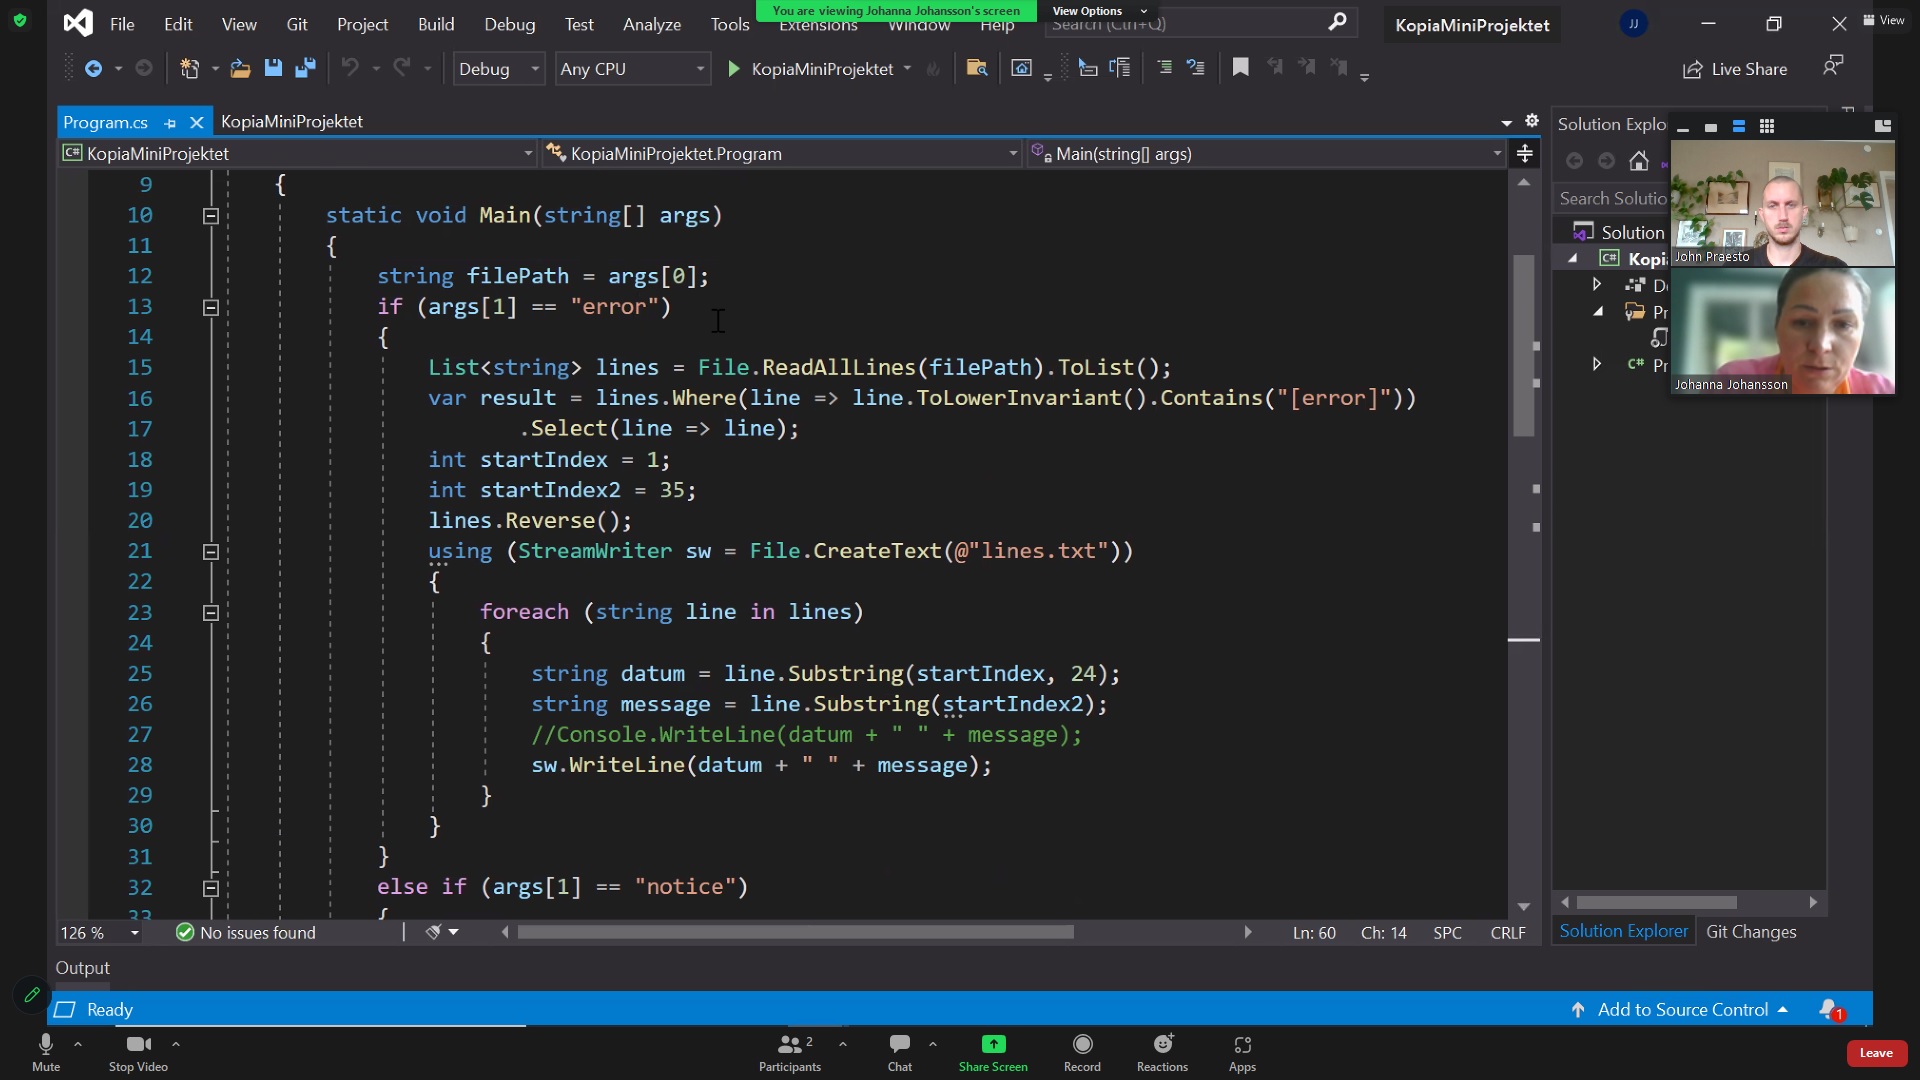 File Edit View Git Project Build Debug Test Analyze Tools Extensions Window Help
You are viewing Johanna Johansson's screen View Options
Search (Ctrl+Q)
KopiaMiniProjektet
JJ
View
Debug Any CPU KopiaMiniProjektet
Live Share
Program.cs KopiaMiniProjektet
C# KopiaMiniProjektet KopiaMiniProjektet.Program Main(string[] args)
9 {
10 static void Main(string[] args)
11 {
12 string filePath = args[0];
13 if (args[1] == "error")
14 {
15 List<string> lines = File.ReadAllLines(filePath).ToList();
16 var result = lines.Where(line => line.ToLowerInvariant().Contains("[error]"))
17 .Select(line => line);
18 int startIndex = 1;
19 int startIndex2 = 35;
20 lines.Reverse();
21 using (StreamWriter sw = File.CreateText(@"lines.txt"))
22 {
23 foreach (string line in lines)
24 {
25 string datum = line.Substring(startIndex, 24);
26 string message = line.Substring(startIndex2);
27 //Console.WriteLine(datum + " " + message);
28 sw.WriteLine(datum + " " + message);
29 }
30 }
31 }
32 else if (args[1] == "notice")
33 {
Solution Explo
Search Solutio
Solution
C# Kopia
D
Pr
C# Pr
John Praesto
Johanna Johansson
126 % No issues found Ln: 60 Ch: 14 SPC CRLF
Solution Explorer Git Changes
Output
Ready
Add to Source Control 1
Mute Stop Video Participants 2 Chat Share Screen Record Reactions Apps Leave